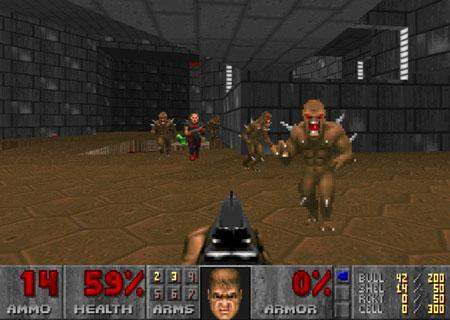 14 59% 2 3 4 0% BULL 42 / 200
5 6 7 SHEL 14 / 50
RCKT 0 / 50
AMMO HEALTH ARMS ARMOR CELL 0 / 300